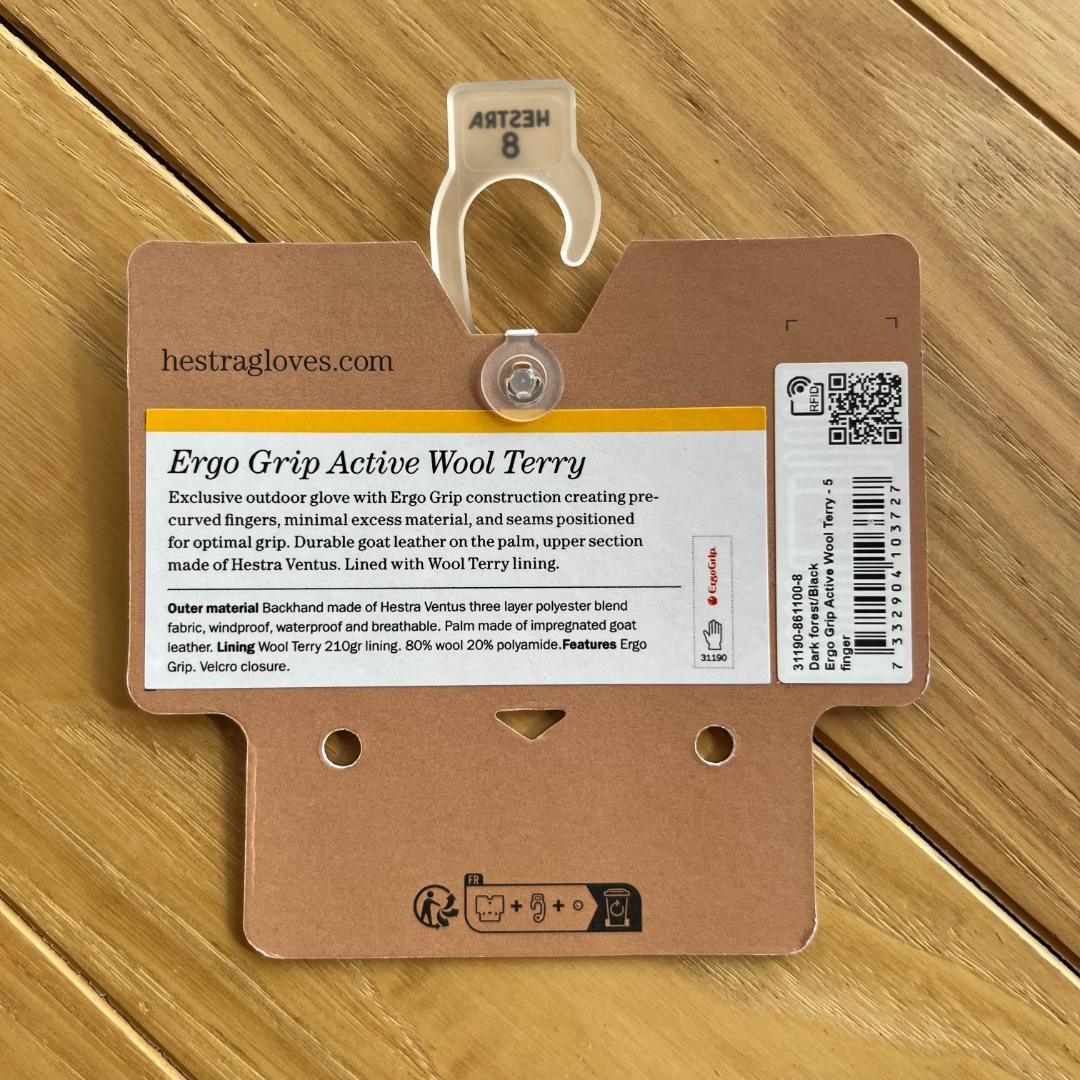 HESTRA
8
hestragloves.com
Ergo Grip Active Wool Terry
Exclusive outdoor glove with Ergo Grip construction creating pre-
curved fingers, minimal excess material, and seams positioned
for optimal grip. Durable goat leather on the palm, upper section
made of Hestra Ventus. Lined with Wool Terry lining.
Outer material Backhand made of Hestra Ventus three layer polyester blend
fabric, windproof, waterproof and breathable. Palm made of impregnated goat
leather. Lining Wool Terry 210gr lining. 80% wool 20% polyamide.Features Ergo
Grip. Velcro closure.
ErgoGrip
31190
RFID
31190-861100-8
Dark forest/Black
Ergo Grip Active Wool Terry - 5
finger
7 332904 103727
FR